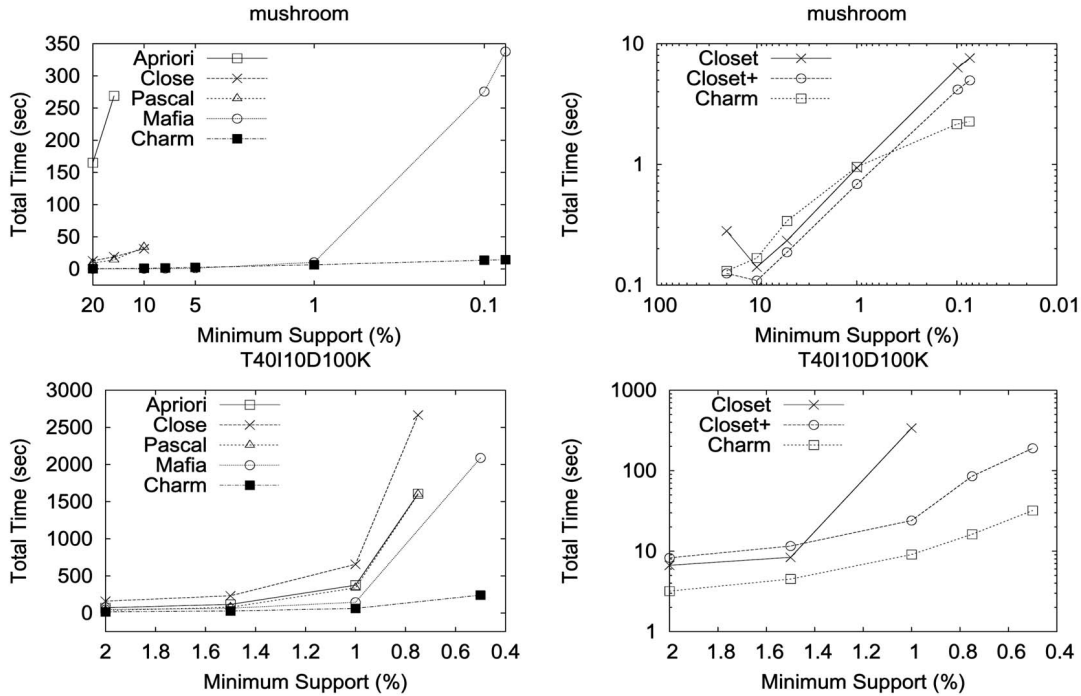 mushroom
Total Time (sec)
350
300
250
200
150
100
50
0
Apriori
Close
Pascal
Mafia
Charm
20 10 5 1 0.1
Minimum Support (%)
mushroom
Total Time (sec)
10
1
0.1
Closet
Closet+
Charm
100 10 1 0.1 0.01
Minimum Support (%)
T40I10D100K
Total Time (sec)
3000
2500
2000
1500
1000
500
0
Apriori
Close
Pascal
Mafia
Charm
2 1.8 1.6 1.4 1.2 1 0.8 0.6 0.4
Minimum Support (%)
T40I10D100K
Total Time (sec)
1000
100
10
1
Closet
Closet+
Charm
2 1.8 1.6 1.4 1.2 1 0.8 0.6 0.4
Minimum Support (%)